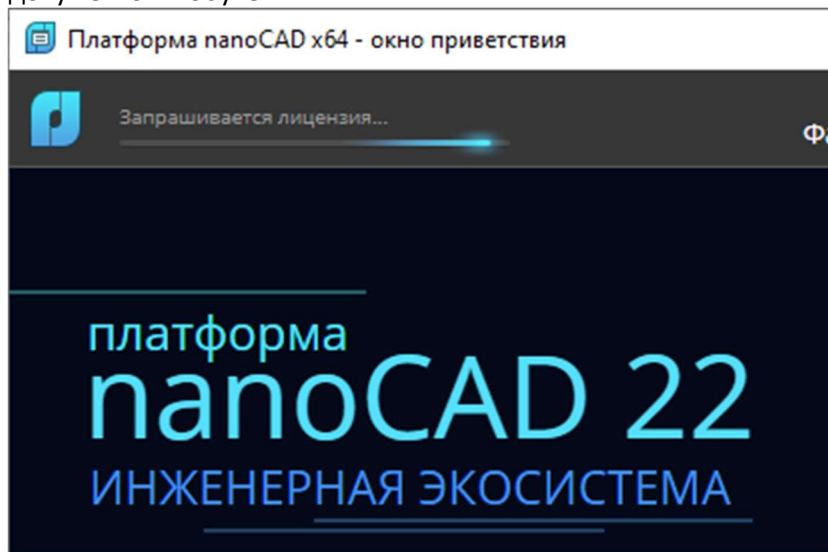 Платформа nanoCAD x64 - окно приветствия
Запрашивается лицензия...
платформа
nanoCAD 22
ИНЖЕНЕРНАЯ ЭКОСИСТЕМА